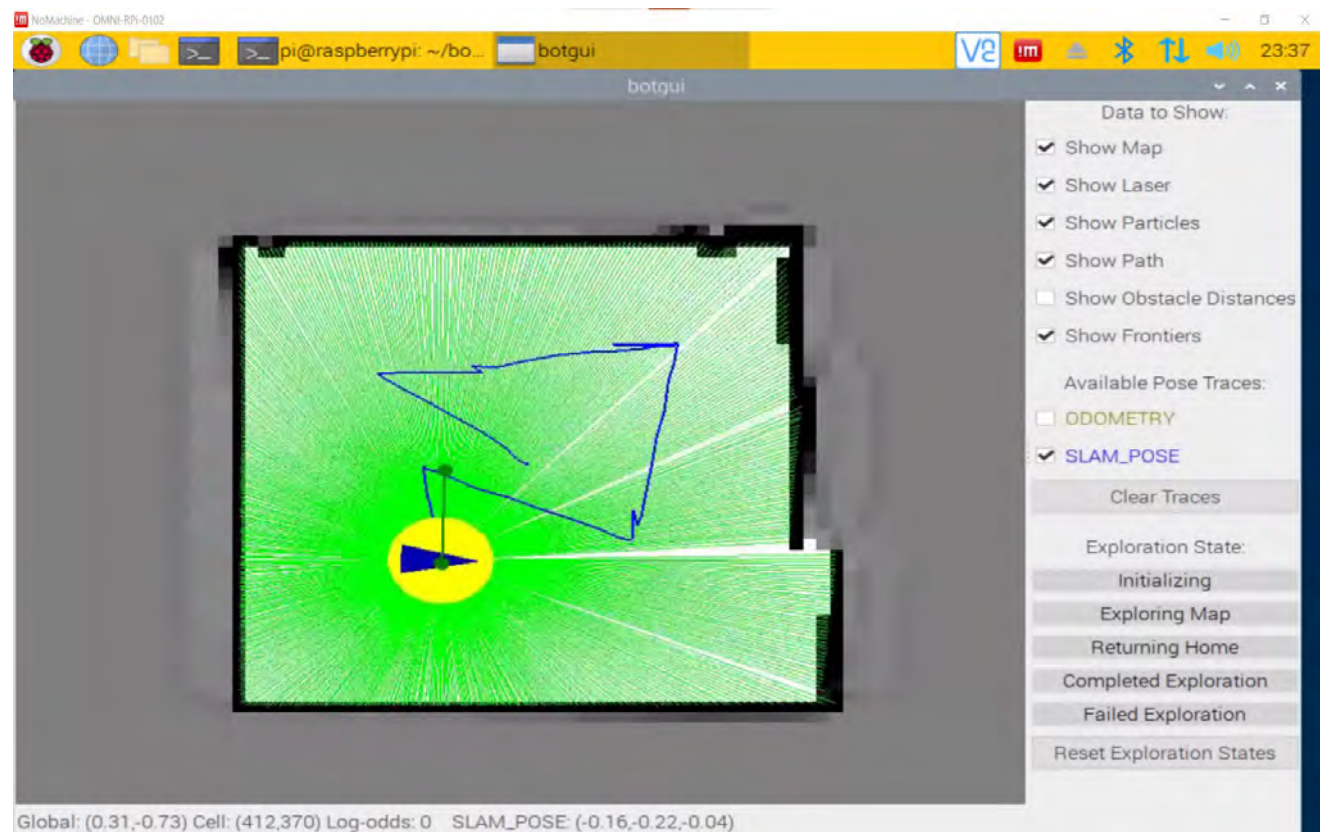 NoMachine - OMNI-RPi-0102
pi@raspberrypi: ~/bo...
botgui
V2
!m
23:37
botgui
Data to Show:
Show Map
Show Laser
Show Particles
Show Path
Show Obstacle Distances
Show Frontiers
Available Pose Traces:
ODOMETRY
SLAM_POSE
Clear Traces
Exploration State:
Initializing
Exploring Map
Returning Home
Completed Exploration
Failed Exploration
Reset Exploration States
Global: (0.31,-0.73) Cell: (412,370) Log-odds: 0 SLAM_POSE: (-0.16,-0.22,-0.04)